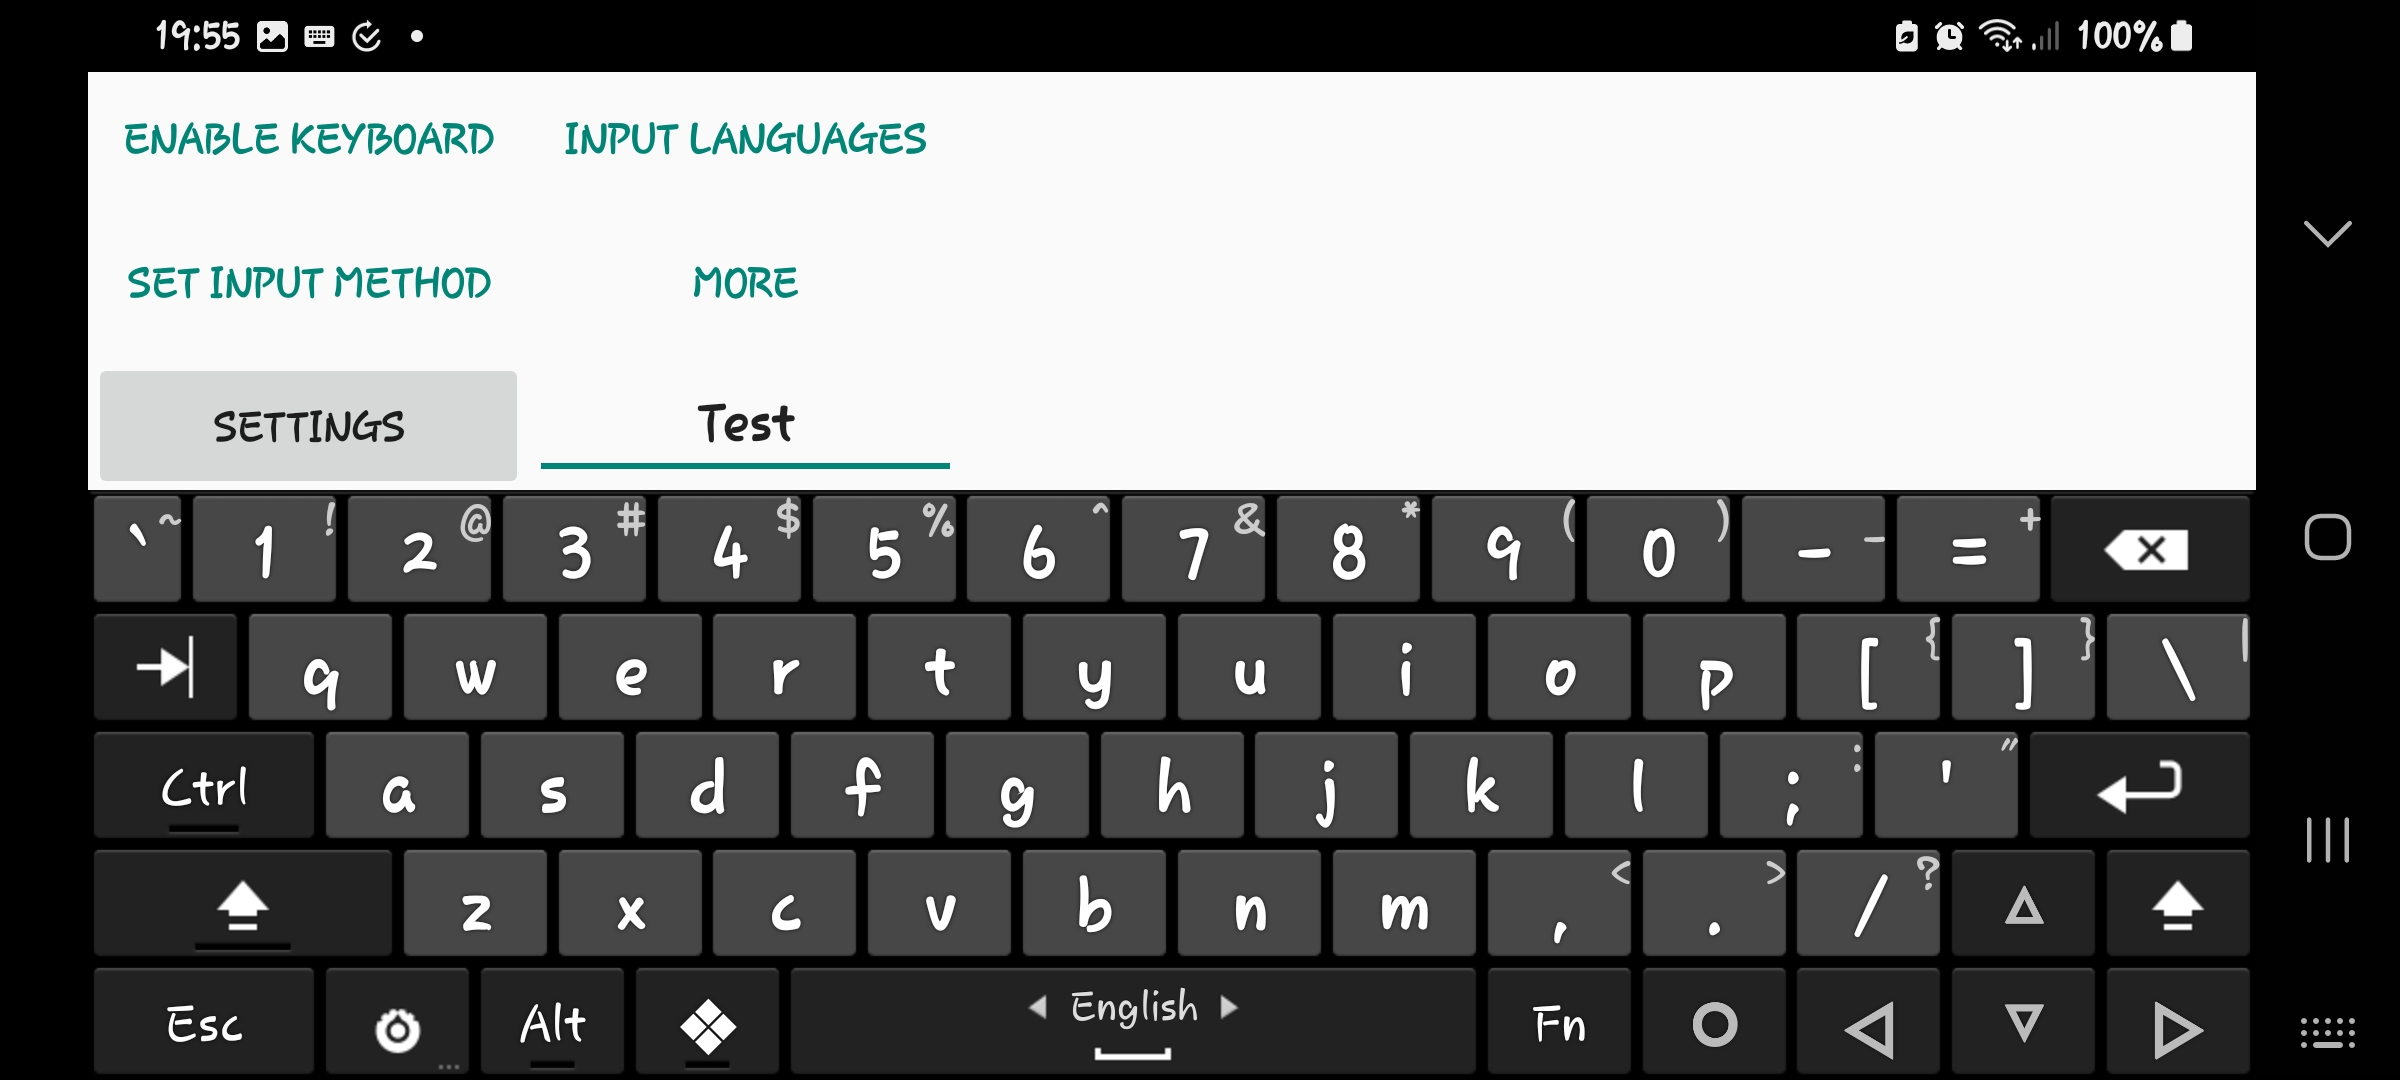 19:55 100%
ENABLE KEYBOARD INPUT LANGUAGES
SET INPUT METHOD MORE
SETTINGS Test
` ~ 1 ! 2 @ 3 # 4 $ 5 % 6 ^ 7 & 8 * 9 ( 0 ) - _ = +
q w e r t y u i o p [ { ] } \ |
Ctrl a s d f g h j k l ; : ' "
z x c v b n m , < . > / ?
Esc ... Alt English Fn